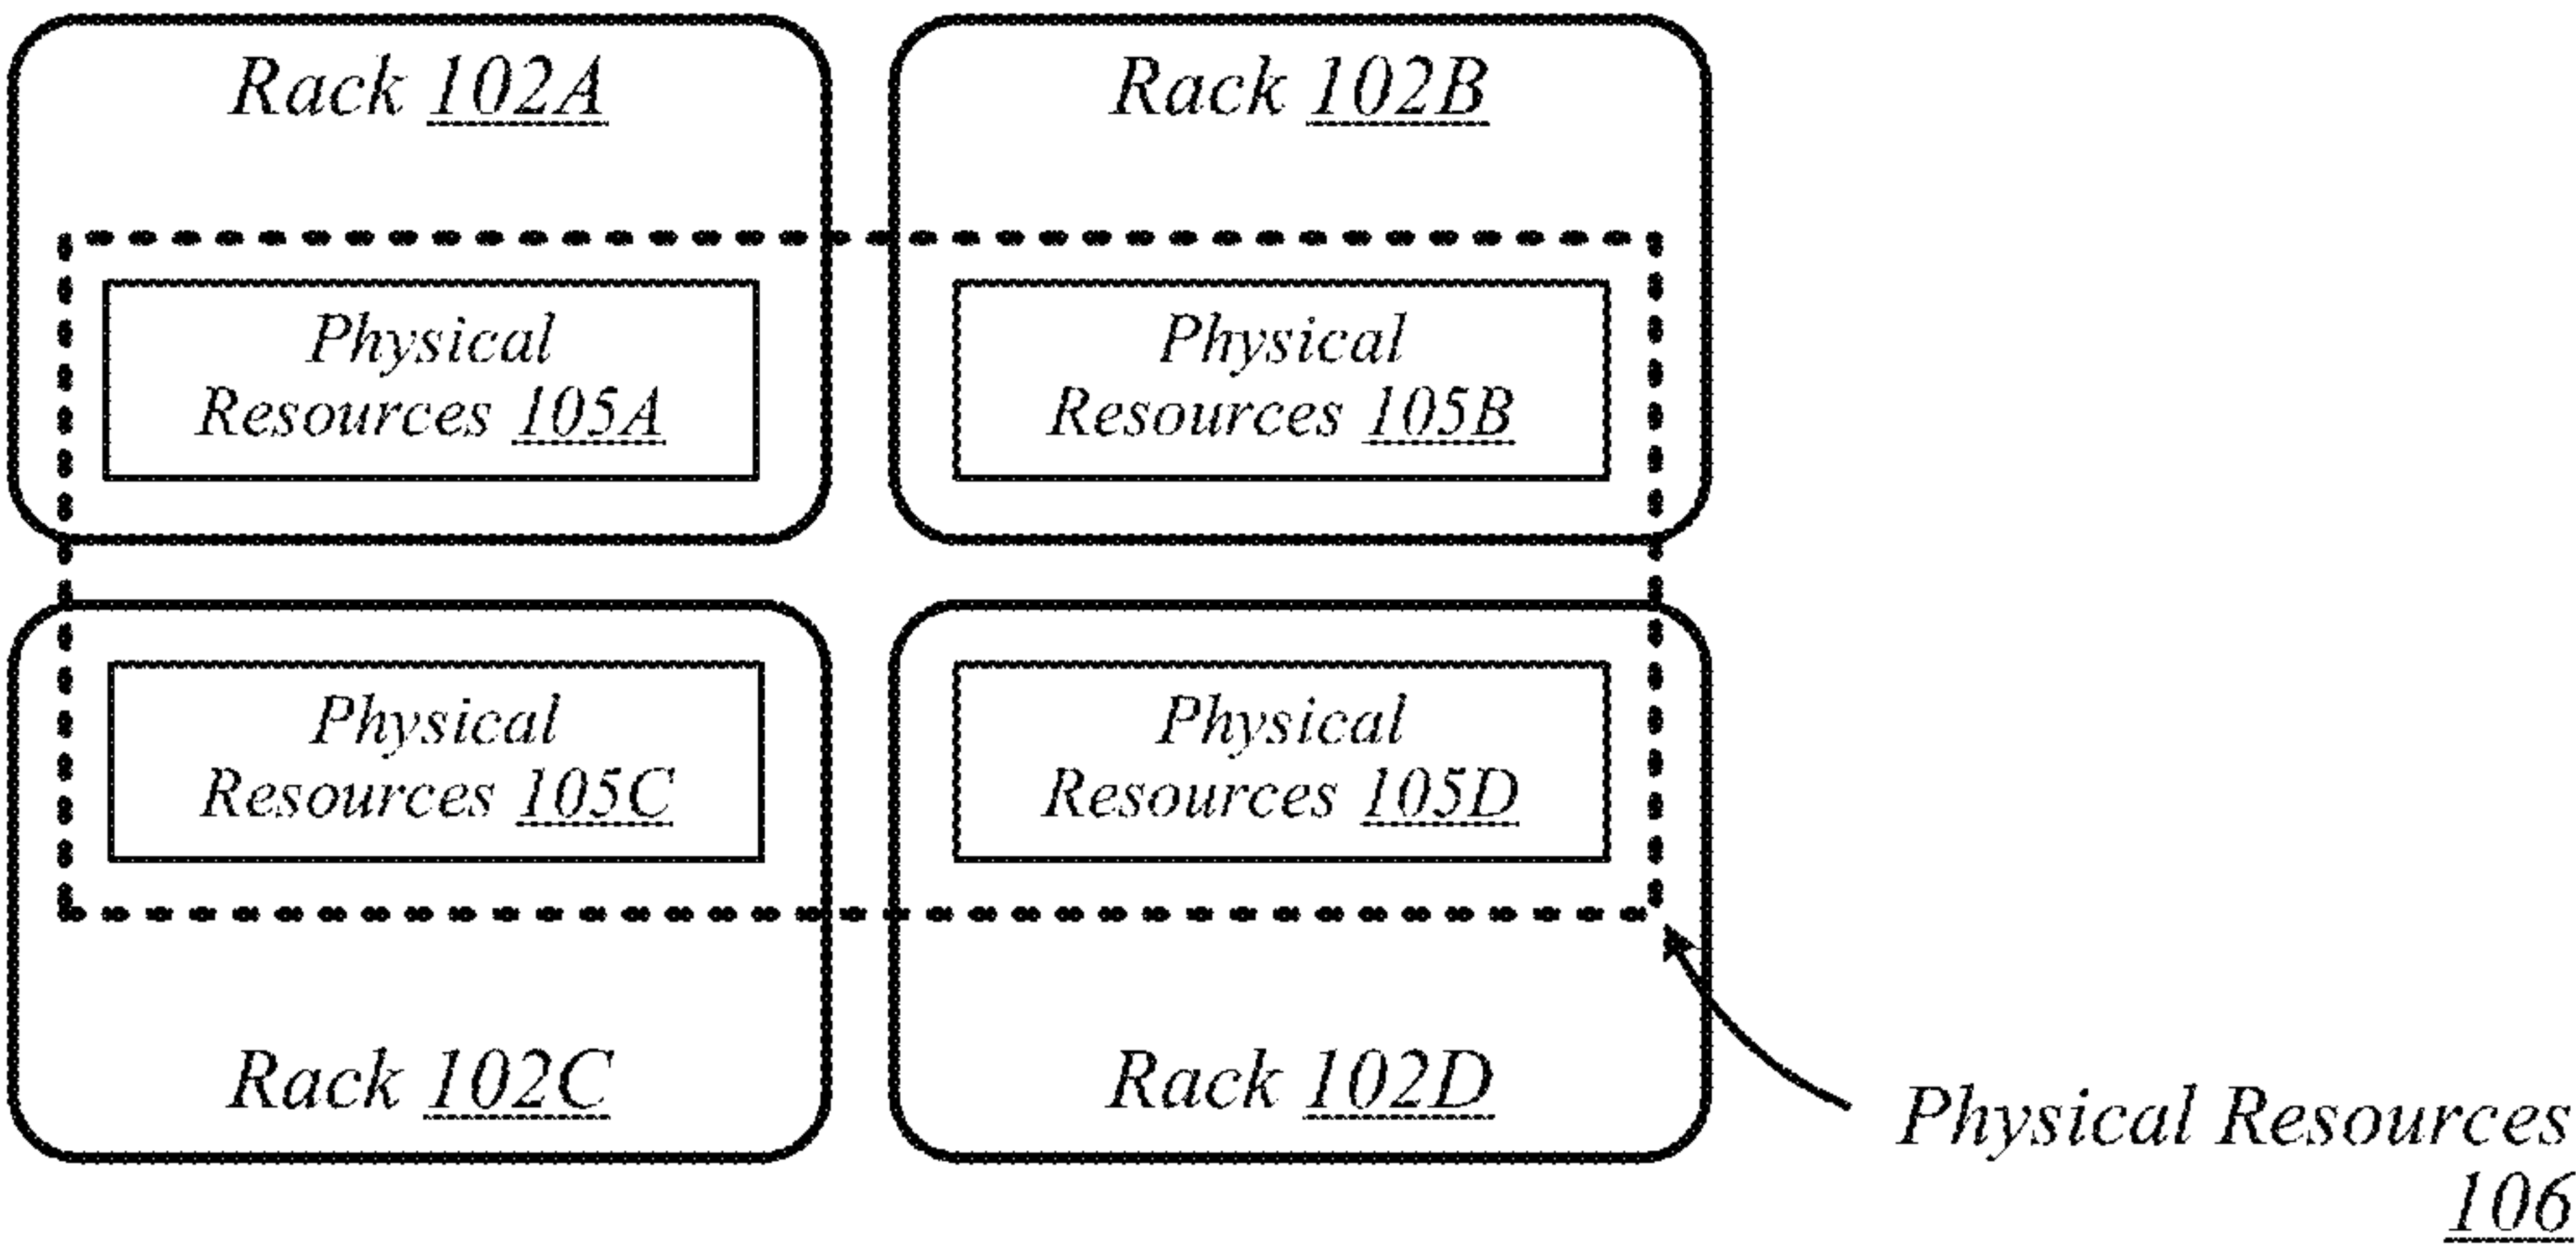 Rack 102A
Rack 102B
Physical
Resources 105A
Physical
Resources 105B
Physical
Resources 105C
Physical
Resources 105D
Rack 102C
Rack 102D
Physical Resources
106